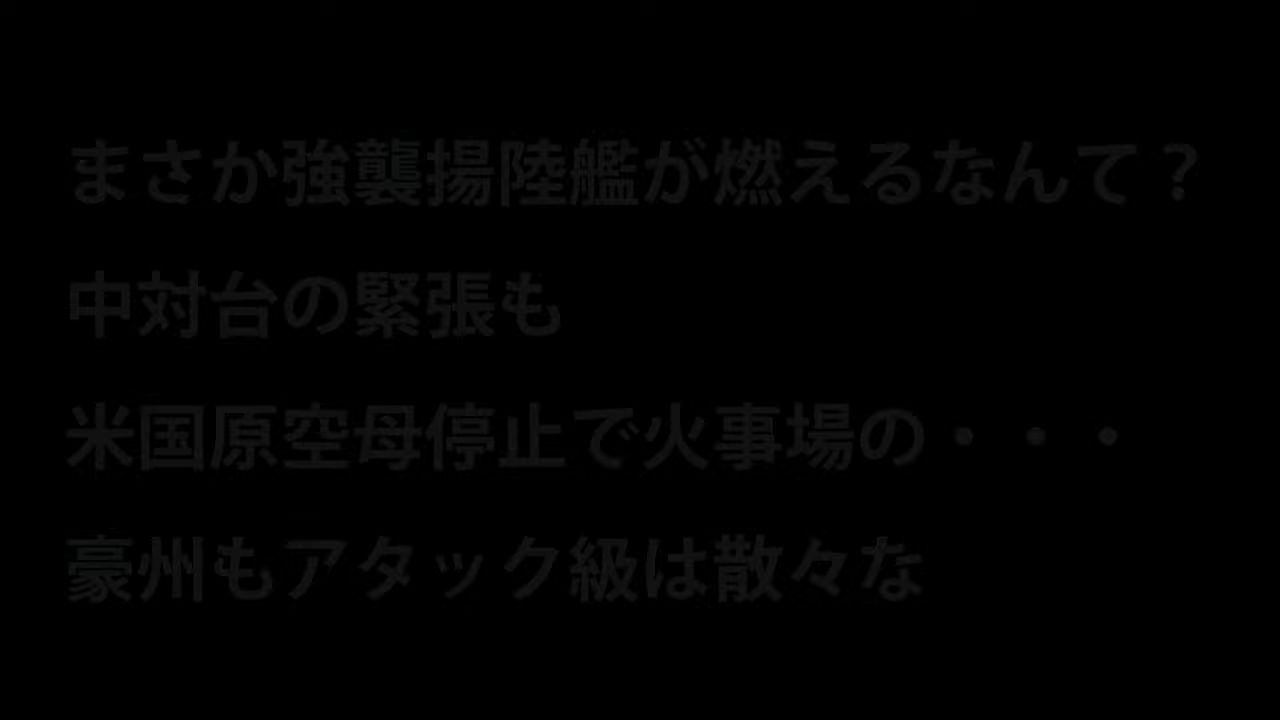 まさか強襲揚陸艦が燃えるなんて？
中対台の緊張も
米国原空母停止で火事場の・・・
豪州もアタック級は散々な